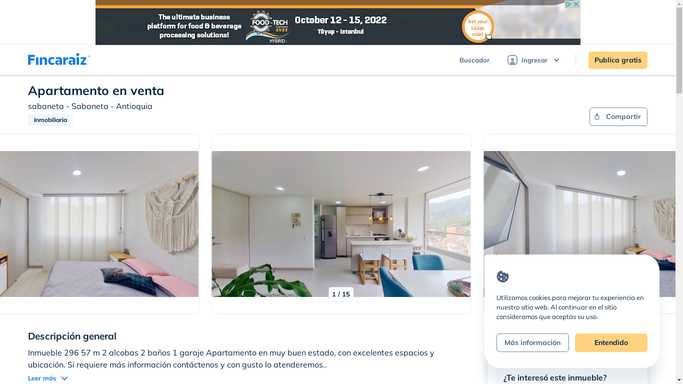 The ultimate business
platform for food & beverage
processing solutions!
FOOD-TECH
HYBRID
October 12 - 15, 2022
Tüyap - Istanbul
Get your
ticket
now!
Fincaraiz
Buscador
Ingresar
Publica gratis
Apartamento en venta
sabaneta - Sabaneta - Antioquia
Inmobiliaria
Compartir
1 / 15
Utilizamos cookies para mejorar tu experiencia en
nuestro sitio web. Al continuar en el sitio
consideramos que aceptas su uso.
Más información
Entendido
Descripción general
Inmueble 296 57 m 2 alcobas 2 baños 1 garaje Apartamento en muy buen estado, con excelentes espacios y
ubicación. Si requiere más información contáctenos y con gusto lo atenderemos..
Leer más
¿Te interesó este inmueble?